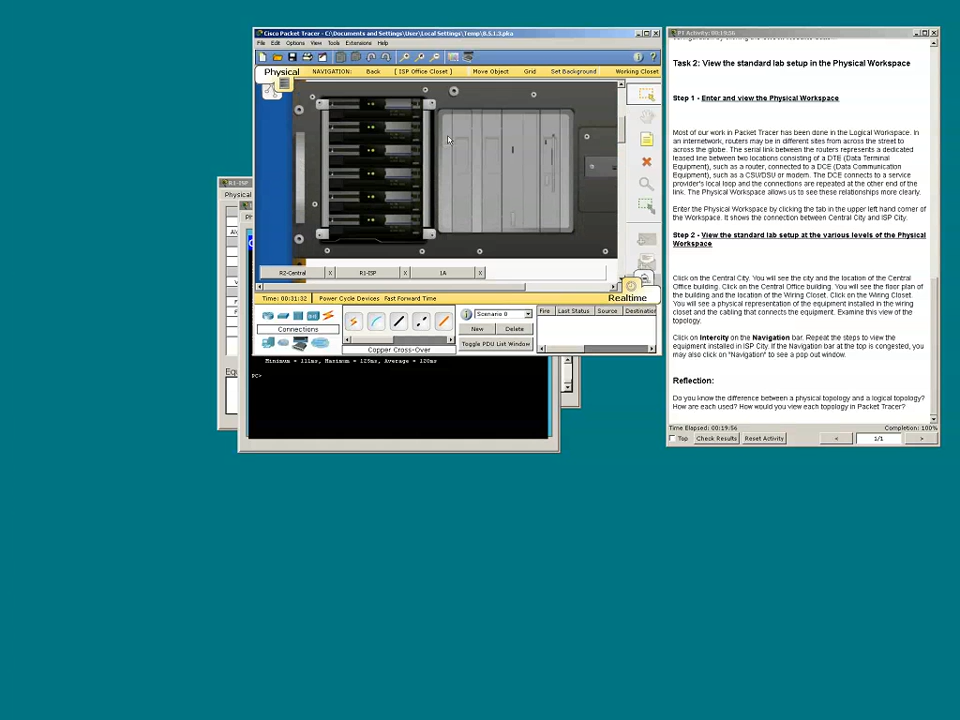 Cisco Packet Tracer - C:\Documents and Settings\User\Local Settings\Temp\6.5.1.3.pka
File Edit Options View Tools Extensions Help
Physical NAVIGATION: Back [ ISP Office Closet ] Move Object Grid Set Background Working Closet
R2-Central X R1-ISP X 1A X
Time: 00:31:32 Power Cycle Devices Fast Forward Time Realtime
Connections
Copper Cross-Over
Scenario 0
New Delete
Toggle PDU List Window
Fire Last Status Source Destination
R1-ISP
Physical
Minimum = 111ms, Maximum = 129ms, Average = 120ms
PC>
PT Activity: 00:19:56
Task 2: View the standard lab setup in the Physical Workspace
Step 1 - Enter and view the Physical Workspace
Most of our work in Packet Tracer has been done in the Logical Workspace. In
an internetwork, routers may be in different sites from across the street to
across the globe. The serial link between the routers represents a dedicated
leased line between two locations consisting of a DTE (Data Terminal
Equipment), such as a router, connected to a DCE (Data Communication
Equipment), such as a CSU/DSU or modem. The DCE connects to a service
provider's local loop and the connections are repeated at the other end of the
link. The Physical Workspace allows us to see these relationships more clearly.
Enter the Physical Workspace by clicking the tab in the upper left hand corner of
the Workspace. It shows the connection between Central City and ISP City.
Step 2 - View the standard lab setup at the various levels of the Physical
Workspace
Click on the Central City. You will see the city and the location of the Central
Office building. Click on the Central Office building. You will see the floor plan of
the building and the location of the Wiring Closet. Click on the Wiring Closet.
You will see a physical representation of the equipment installed in the wiring
closet and the cabling that connects the equipment. Examine this view of the
topology.
Click on Intercity on the Navigation bar. Repeat the steps to view the
equipment installed in ISP City. If the Navigation bar at the top is congested, you
may also click on "Navigation" to see a pop out window.
Reflection:
Do you know the difference between a physical topology and a logical topology?
How are each used? How would you view each topology in Packet Tracer?
Time Elapsed: 00:19:56 Completion: 100%
Top Check Results Reset Activity < 1/1 >